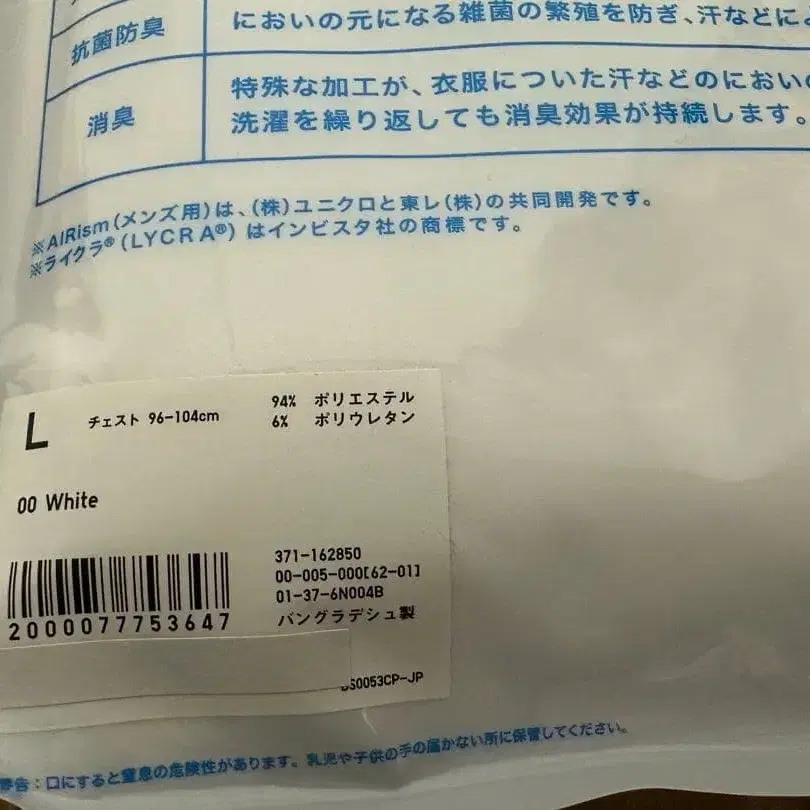 抗菌防臭
においの元になる雑菌の繁殖を防ぎ、汗などに
消臭
特殊な加工が、衣服についた汗などのにおい
洗濯を繰り返しても消臭効果が持続します。
※AIRism(メンズ用)は、(株)ユニクロと東レ(株)の共同開発です。
※ライクラ®(LYCRA®)はインビスタ社の商標です。
L
チェスト 96-104cm
94% ポリエステル
6% ポリウレタン
00 White
371-162850
00-005-000[62-01]
01-37-6N004B
バングラデシュ製
2000077753647
S0053CP-JP
警告:口にすると窒息の危険性があります。乳児や子供の手の届かない所に保管してください。